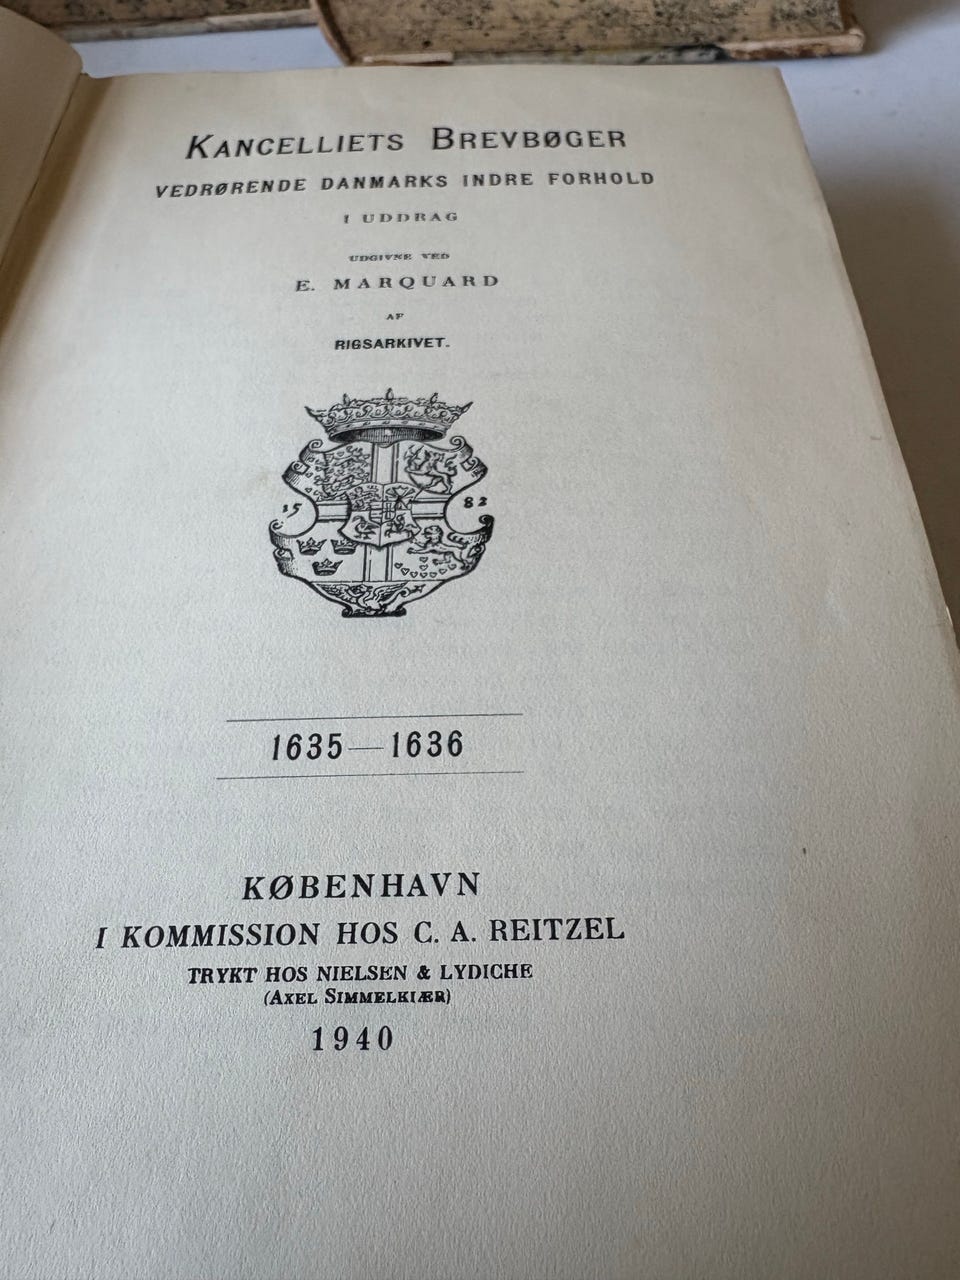 KANCELLIETS BREVBØGER
VEDRØRENDE DANMARKS INDRE FORHOLD
I UDDRAG
UDGIVNE VED
E. MARQUARD
AF
RIGSARKIVET.
15 82
1635—1636
KØBENHAVN
I KOMMISSION HOS C. A. REITZEL
TRYKT HOS NIELSEN & LYDICHE
(AXEL SIMMELKIÆR)
1940